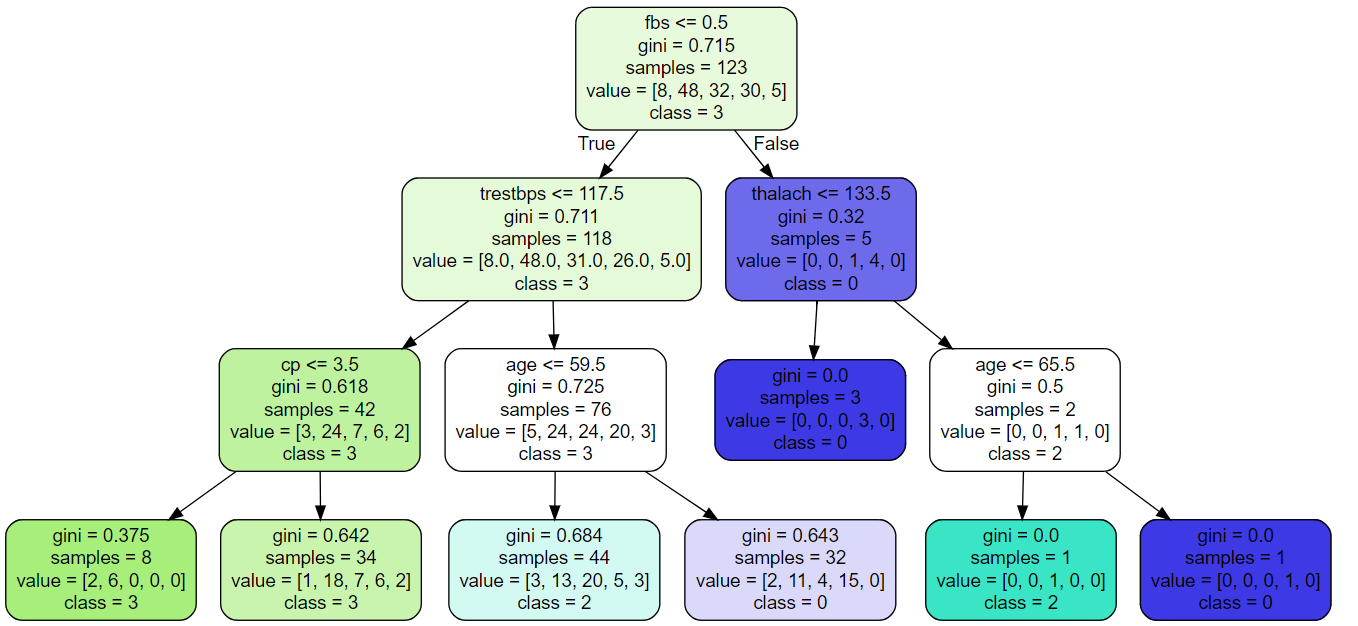 fbs <= 0.5
gini = 0.715
samples = 123
value = [8, 48, 32, 30, 5]
class = 3
True
False
trestbps <= 117.5
gini = 0.711
samples = 118
value = [8.0, 48.0, 31.0, 26.0, 5.0]
class = 3
thalach <= 133.5
gini = 0.32
samples = 5
value = [0, 0, 1, 4, 0]
class = 0
cp <= 3.5
gini = 0.618
samples = 42
value = [3, 24, 7, 6, 2]
class = 3
age <= 59.5
gini = 0.725
samples = 76
value = [5, 24, 24, 20, 3]
class = 3
gini = 0.0
samples = 3
value = [0, 0, 0, 3, 0]
class = 0
age <= 65.5
gini = 0.5
samples = 2
value = [0, 0, 1, 1, 0]
class = 2
gini = 0.375
samples = 8
value = [2, 6, 0, 0, 0]
class = 3
gini = 0.642
samples = 34
value = [1, 18, 7, 6, 2]
class = 3
gini = 0.684
samples = 44
value = [3, 13, 20, 5, 3]
class = 2
gini = 0.643
samples = 32
value = [2, 11, 4, 15, 0]
class = 0
gini = 0.0
samples = 1
value = [0, 0, 1, 0, 0]
class = 2
gini = 0.0
samples = 1
value = [0, 0, 0, 1, 0]
class = 0